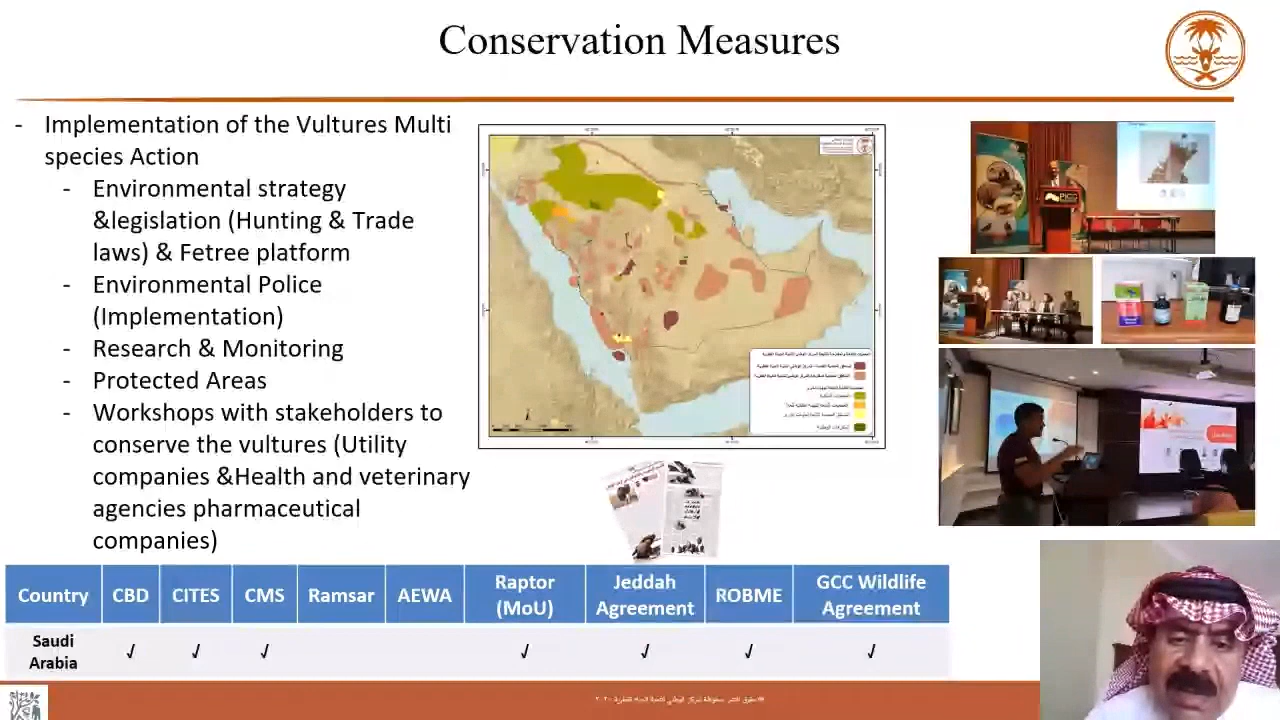 Conservation Measures
- Implementation of the Vultures Multi
species Action
- Environmental strategy
&legislation (Hunting & Trade
laws) & Fetree platform
- Environmental Police
(Implementation)
- Research & Monitoring
- Protected Areas
- Workshops with stakeholders to
conserve the vultures (Utility
companies &Health and veterinary
agencies pharmaceutical
companies)
Country CBD CITES CMS Ramsar AEWA Raptor (MoU) Jeddah Agreement ROBME GCC Wildlife Agreement
Saudi Arabia √ √ √ √ √ √ √